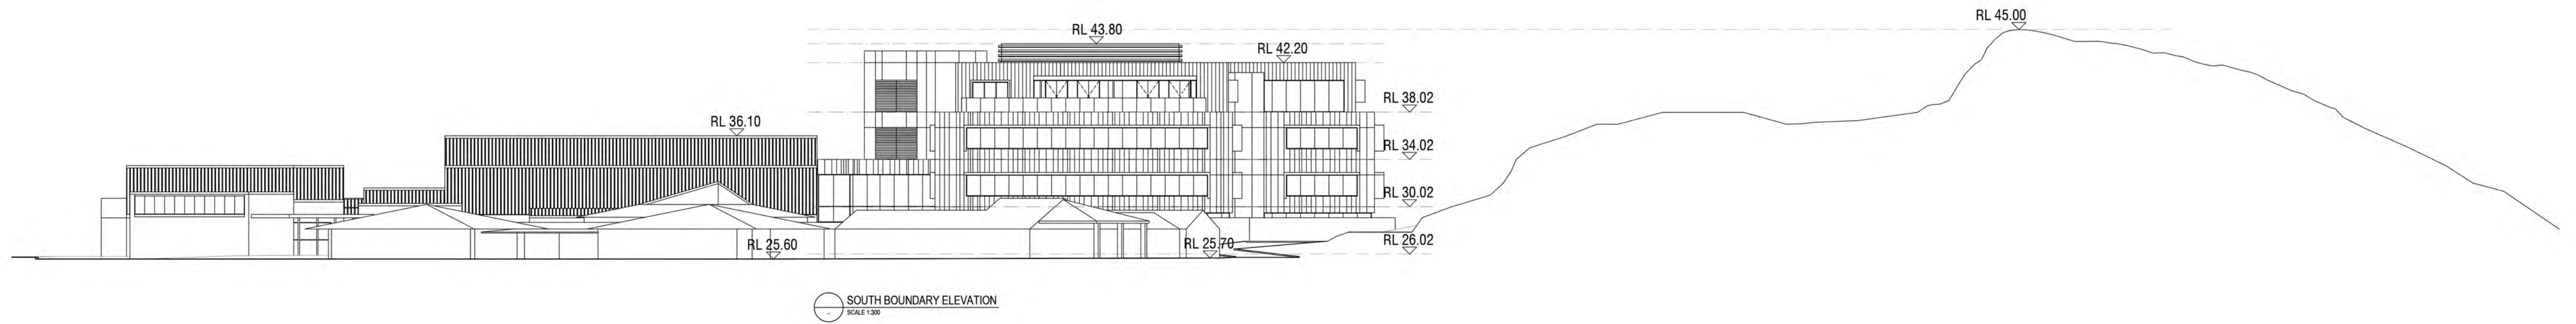 RL 45.00
RL 43.80
RL 42.20
RL 38.02
RL 36.10
RL 34.02
RL 30.02
RL 26.02
RL 25.60
RL 25.70
SOUTH BOUNDARY ELEVATION
SCALE 1:300